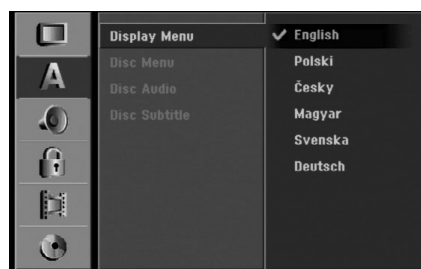 A
Display Menu
Disc Menu
Disc Audio
Disc Subtitle
✔ English
Polski
Česky
Magyar
Svenska
Deutsch